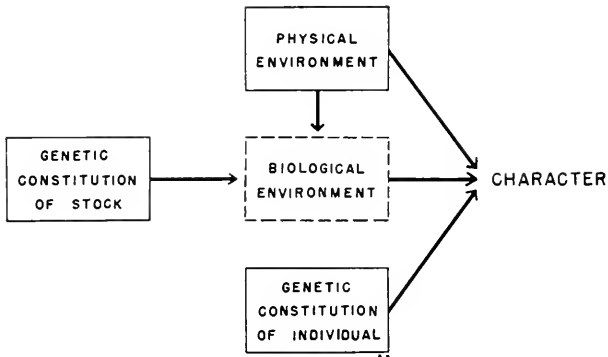 PHYSICAL
ENVIRONMENT
GENETIC
CONSTITUTION
OF STOCK
BIOLOGICAL
ENVIRONMENT
CHARACTER
GENETIC
CONSTITUTION
OF INDIVIDUAL